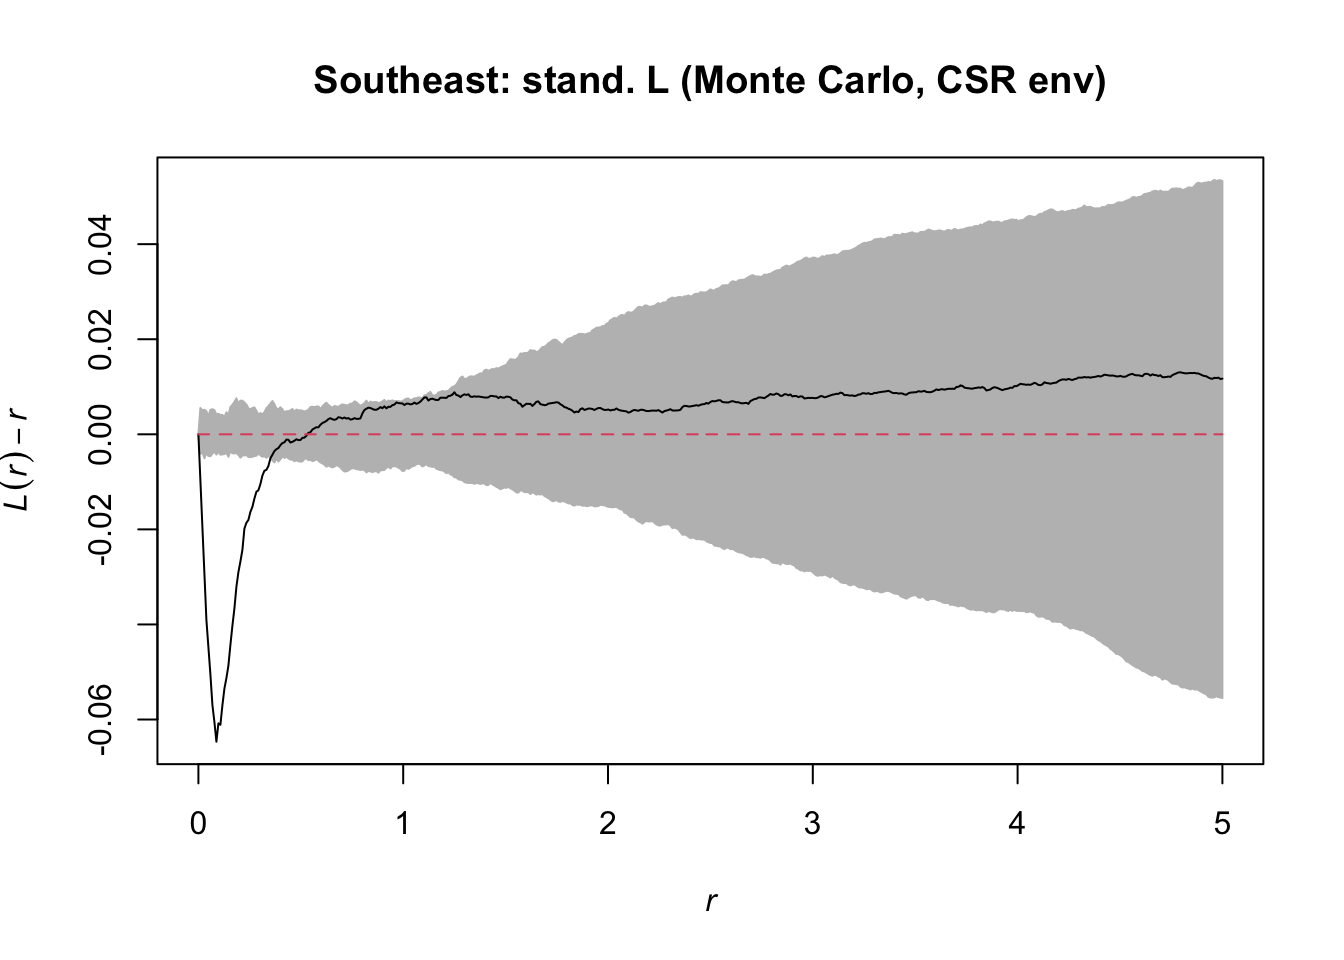 Southeast: stand. L (Monte Carlo, CSR env)
0.04
0.02
0.00
-0.02
-0.06
L(r) − r
0 1 2 3 4 5
r